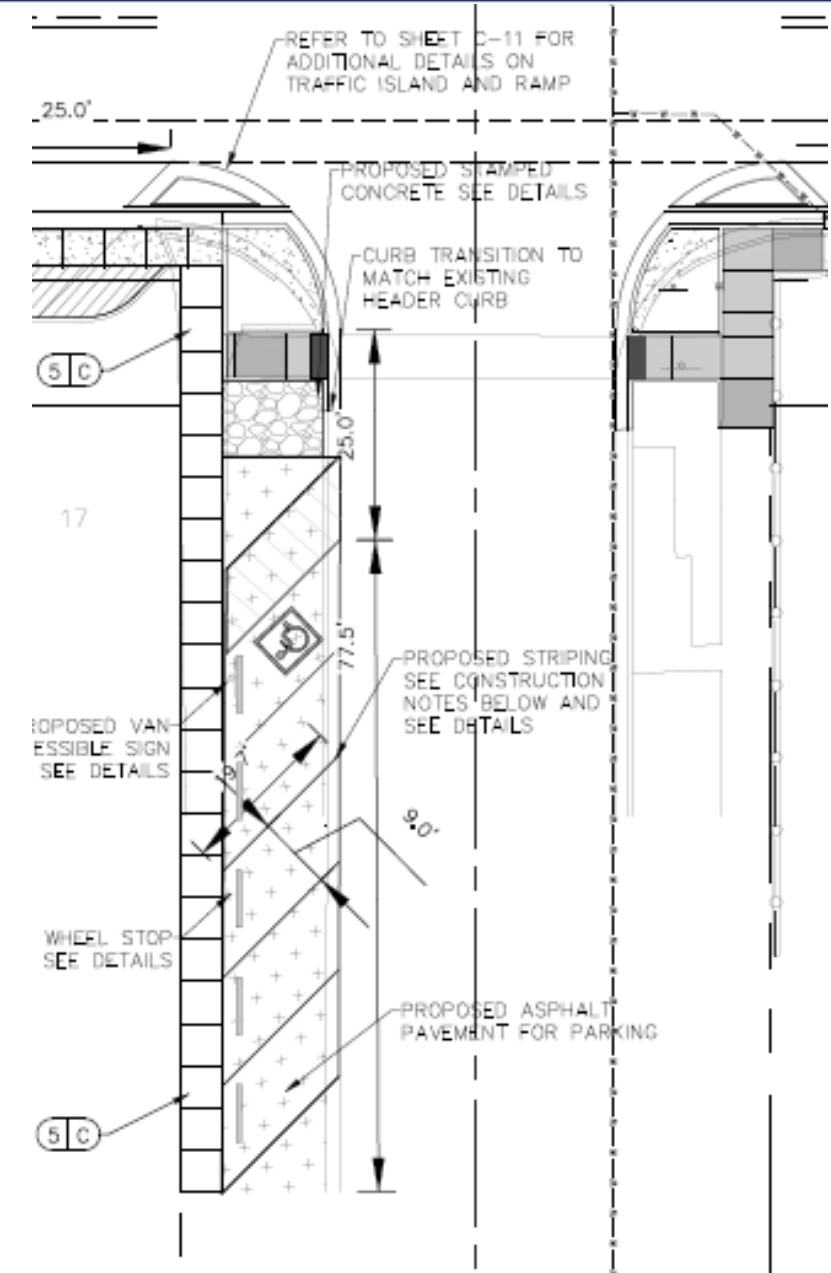 REFER TO SHEET C-11 FOR
ADDITIONAL DETAILS ON
TRAFFIC ISLAND AND RAMP
25.0'
PROPOSED STAMPED
CONCRETE SEE DETAILS
CURB TRANSITION TO
MATCH EXISTING
HEADER CURB
5 C
25.0'
17
77.5'
PROPOSED STRIPING
SEE CONSTRUCTION
NOTES BELOW AND
SEE DETAILS
OPOSED VAN
ESSIBLE SIGN
SEE DETAILS
9.0'
WHEEL STOP
SEE DETAILS
PROPOSED ASPHALT
PAVEMENT FOR PARKING
5 C